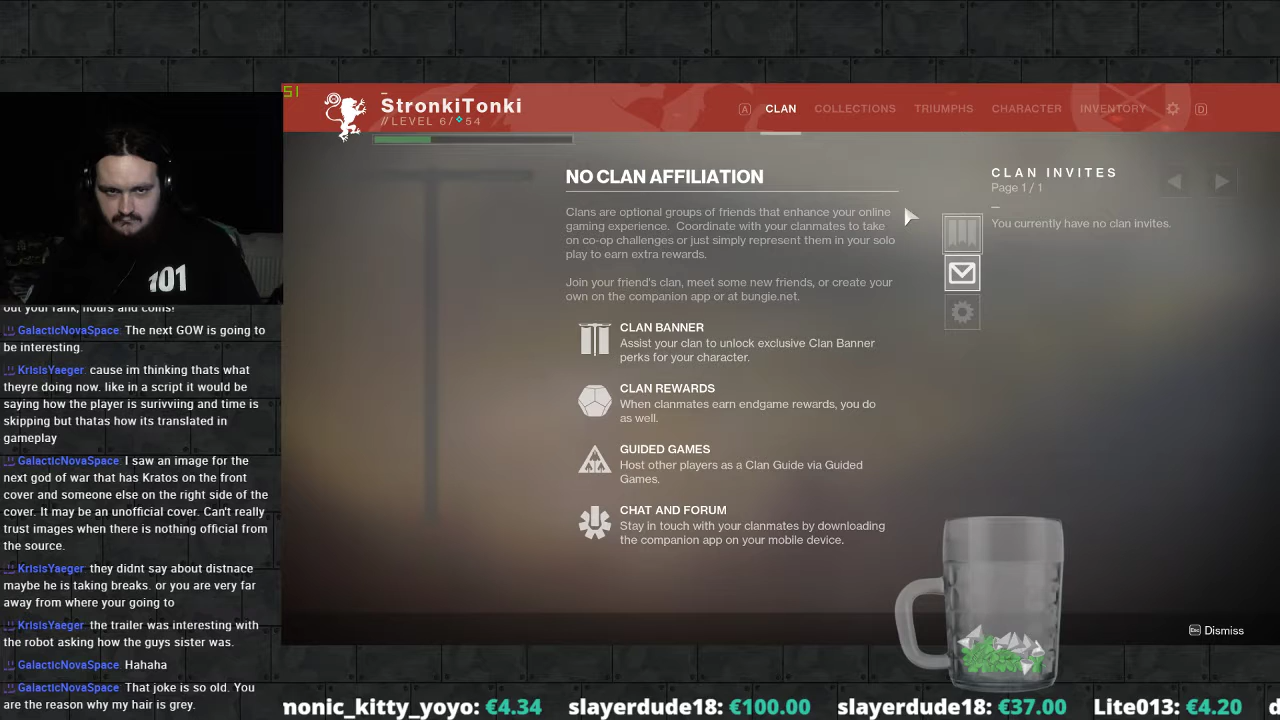 51
StronkiTonki
//LEVEL 6/ 54
A CLAN COLLECTIONS TRIUMPHS CHARACTER INVENTORY D
NO CLAN AFFILIATION
Clans are optional groups of friends that enhance your online
gaming experience. Coordinate with your clanmates to take
on co-op challenges or just simply represent them in your solo
play to earn extra rewards.
Join your friend's clan, meet some new friends, or create your
own on the companion app or at bungie.net.
CLAN BANNER
Assist your clan to unlock exclusive Clan Banner
perks for your character.
CLAN REWARDS
When clanmates earn endgame rewards, you do
as well.
GUIDED GAMES
Host other players as a Clan Guide via Guided
Games.
CHAT AND FORUM
Stay in touch with your clanmates by downloading
the companion app on your mobile device.
CLAN INVITES
Page 1 / 1
You currently have no clan invites.
Dismiss
101
out your rank, hours and coins!
GalacticNovaSpace: The next GOW is going to
be interesting.
KrisisYaeger: cause im thinking thats what
theyre doing now. like in a script it would be
saying how the player is surivviing and time is
skipping but thatas how its translated in
gameplay
GalacticNovaSpace: I saw an image for the
next god of war that has Kratos on the front
cover and someone else on the right side of the
cover. It may be an unofficial cover. Can't really
trust images when there is nothing official from
the source.
KrisisYaeger: they didnt say about distnace
maybe he is taking breaks. or you are very far
away from where your going to
KrisisYaeger: the trailer was interesting with
the robot asking how the guys sister was.
GalacticNovaSpace: Hahaha
GalacticNovaSpace: That joke is so old. You
are the reason why my hair is grey.
monic_kitty_yoyo: €4.34 slayerdude18: €100.00 slayerdude18: €37.00 Lite013: €4.20